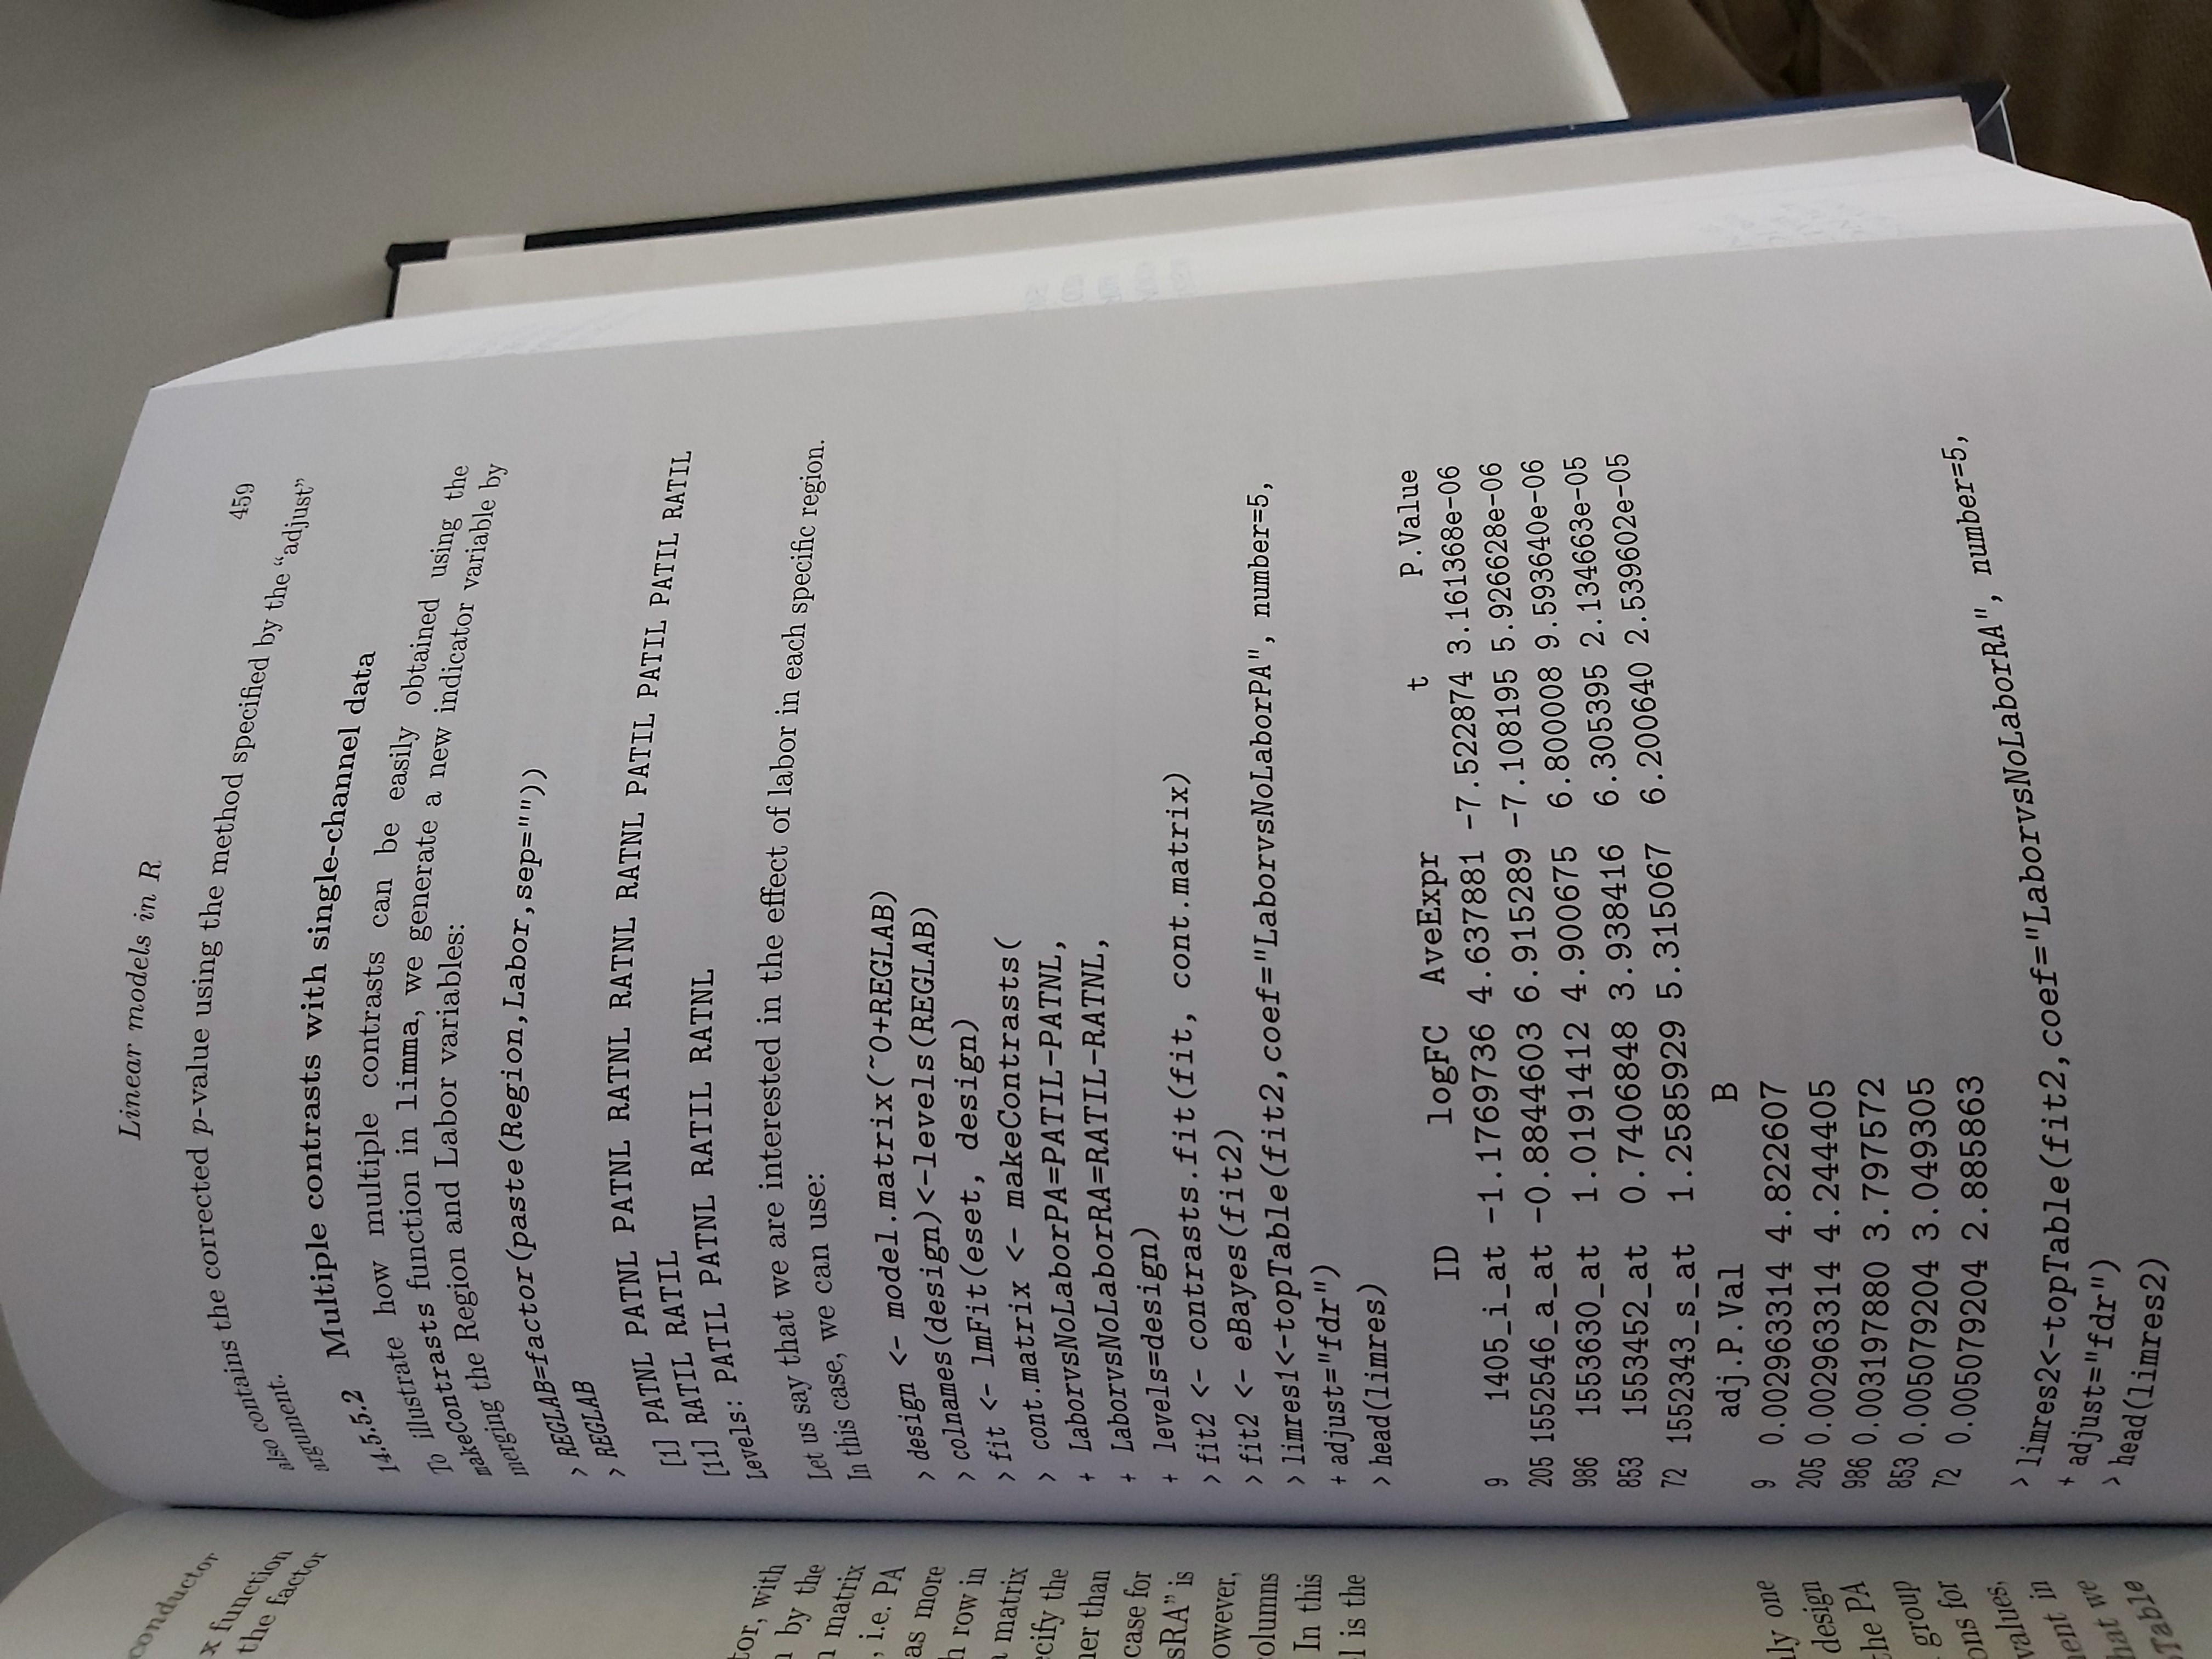 conductor
x function
the factor
tor, with
by the
matrix
, i.e. PA
as more
row in
matrix
ecify the
her than
case for
sRA” is
owever,
olumns
In this
l is the
only one
design
the PA
group
ons for
values,
ment in
that we
Table
Linear models in R
459
also contains the corrected p-value using the method specified by the “adjust”
argument.
14.5.5.2 Multiple contrasts with single-channel data
To illustrate how multiple contrasts can be easily obtained using the
makeContrasts function in limma, we generate a new indicator variable by
merging the Region and Labor variables:
> REGLAB=factor(paste(Region,Labor,sep=""))
> REGLAB
[1] PATNL PATNL PATNL RATNL RATNL RATNL PATIL PATIL PATIL RATIL
[11] RATIL RATIL
Levels: PATIL PATNL RATIL RATNL
Let us say that we are interested in the effect of labor in each specific region.
In this case, we can use:
> design <- model.matrix(~0+REGLAB)
> colnames(design)<-levels(REGLAB)
> fit <- lmFit(eset, design)
> cont.matrix <- makeContrasts(
+ LaborvsNoLaborPA=PATIL-PATNL,
+ LaborvsNoLaborRA=RATIL-RATNL,
+ levels=design)
> fit2 <- contrasts.fit(fit, cont.matrix)
> fit2 <- eBayes(fit2)
> limres1<-topTable(fit2,coef="LaborvsNoLaborPA", number=5,
+ adjust="fdr")
> head(limres)
ID logFC AveExpr t P.Value
9 1405_i_at -1.1769736 4.637881 -7.522874 3.161368e-06
205 1552546_a_at -0.8844603 6.915289 -7.108195 5.926628e-06
986 1553630_at 1.0191412 4.900675 6.800008 9.593640e-06
853 1553452_at 0.7406848 3.938416 6.305395 2.134663e-05
72 1552343_s_at 1.2585929 5.315067 6.200640 2.539602e-05
adj.P.Val B
9 0.002963314 4.822607
205 0.002963314 4.244405
986 0.003197880 3.797572
853 0.005079204 3.049305
72 0.005079204 2.885863
> limres2<-topTable(fit2,coef="LaborvsNoLaborRA", number=5,
+ adjust="fdr")
> head(limres2)